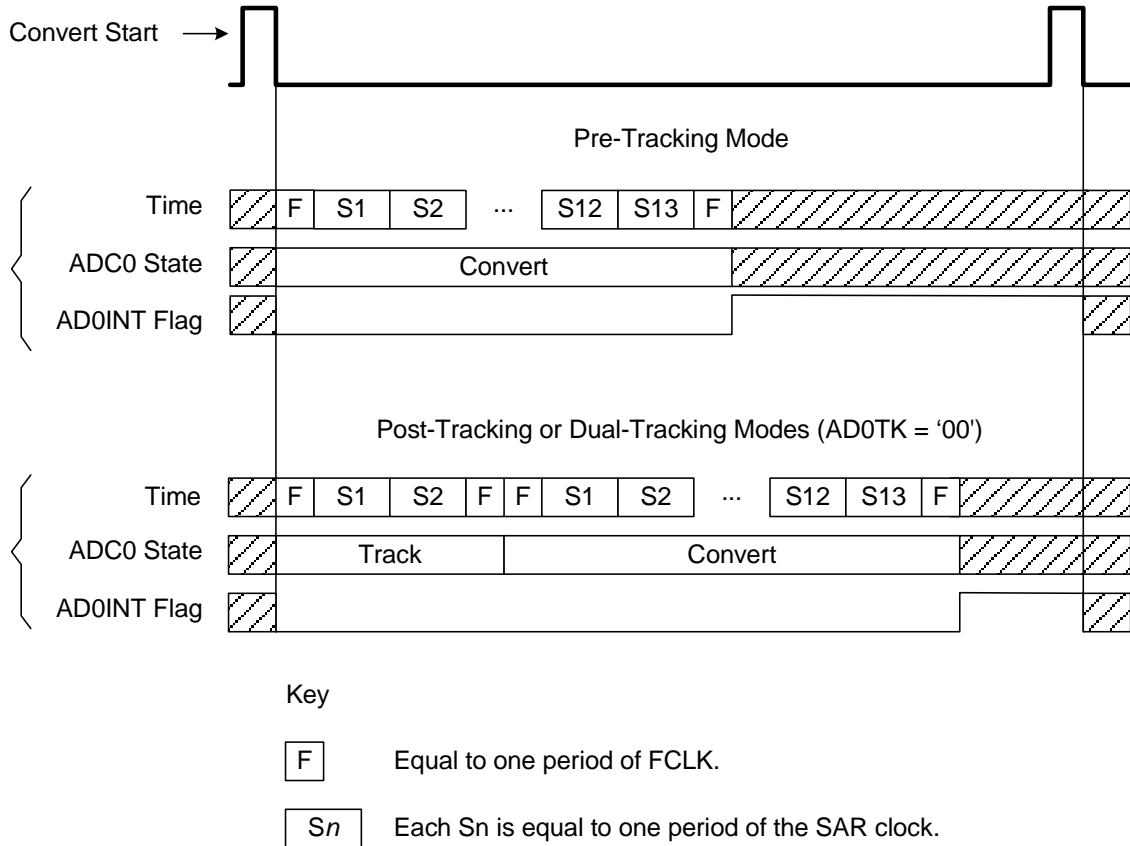 Convert Start
Pre-Tracking Mode
Time F S1 S2 ... S12 S13 F
ADC0 State Convert
AD0INT Flag
Post-Tracking or Dual-Tracking Modes (AD0TK = ‘00')
Time F S1 S2 F F S1 S2 ... S12 S13 F
ADC0 State Track Convert
AD0INT Flag
Key
F Equal to one period of FCLK.
Sn Each Sn is equal to one period of the SAR clock.